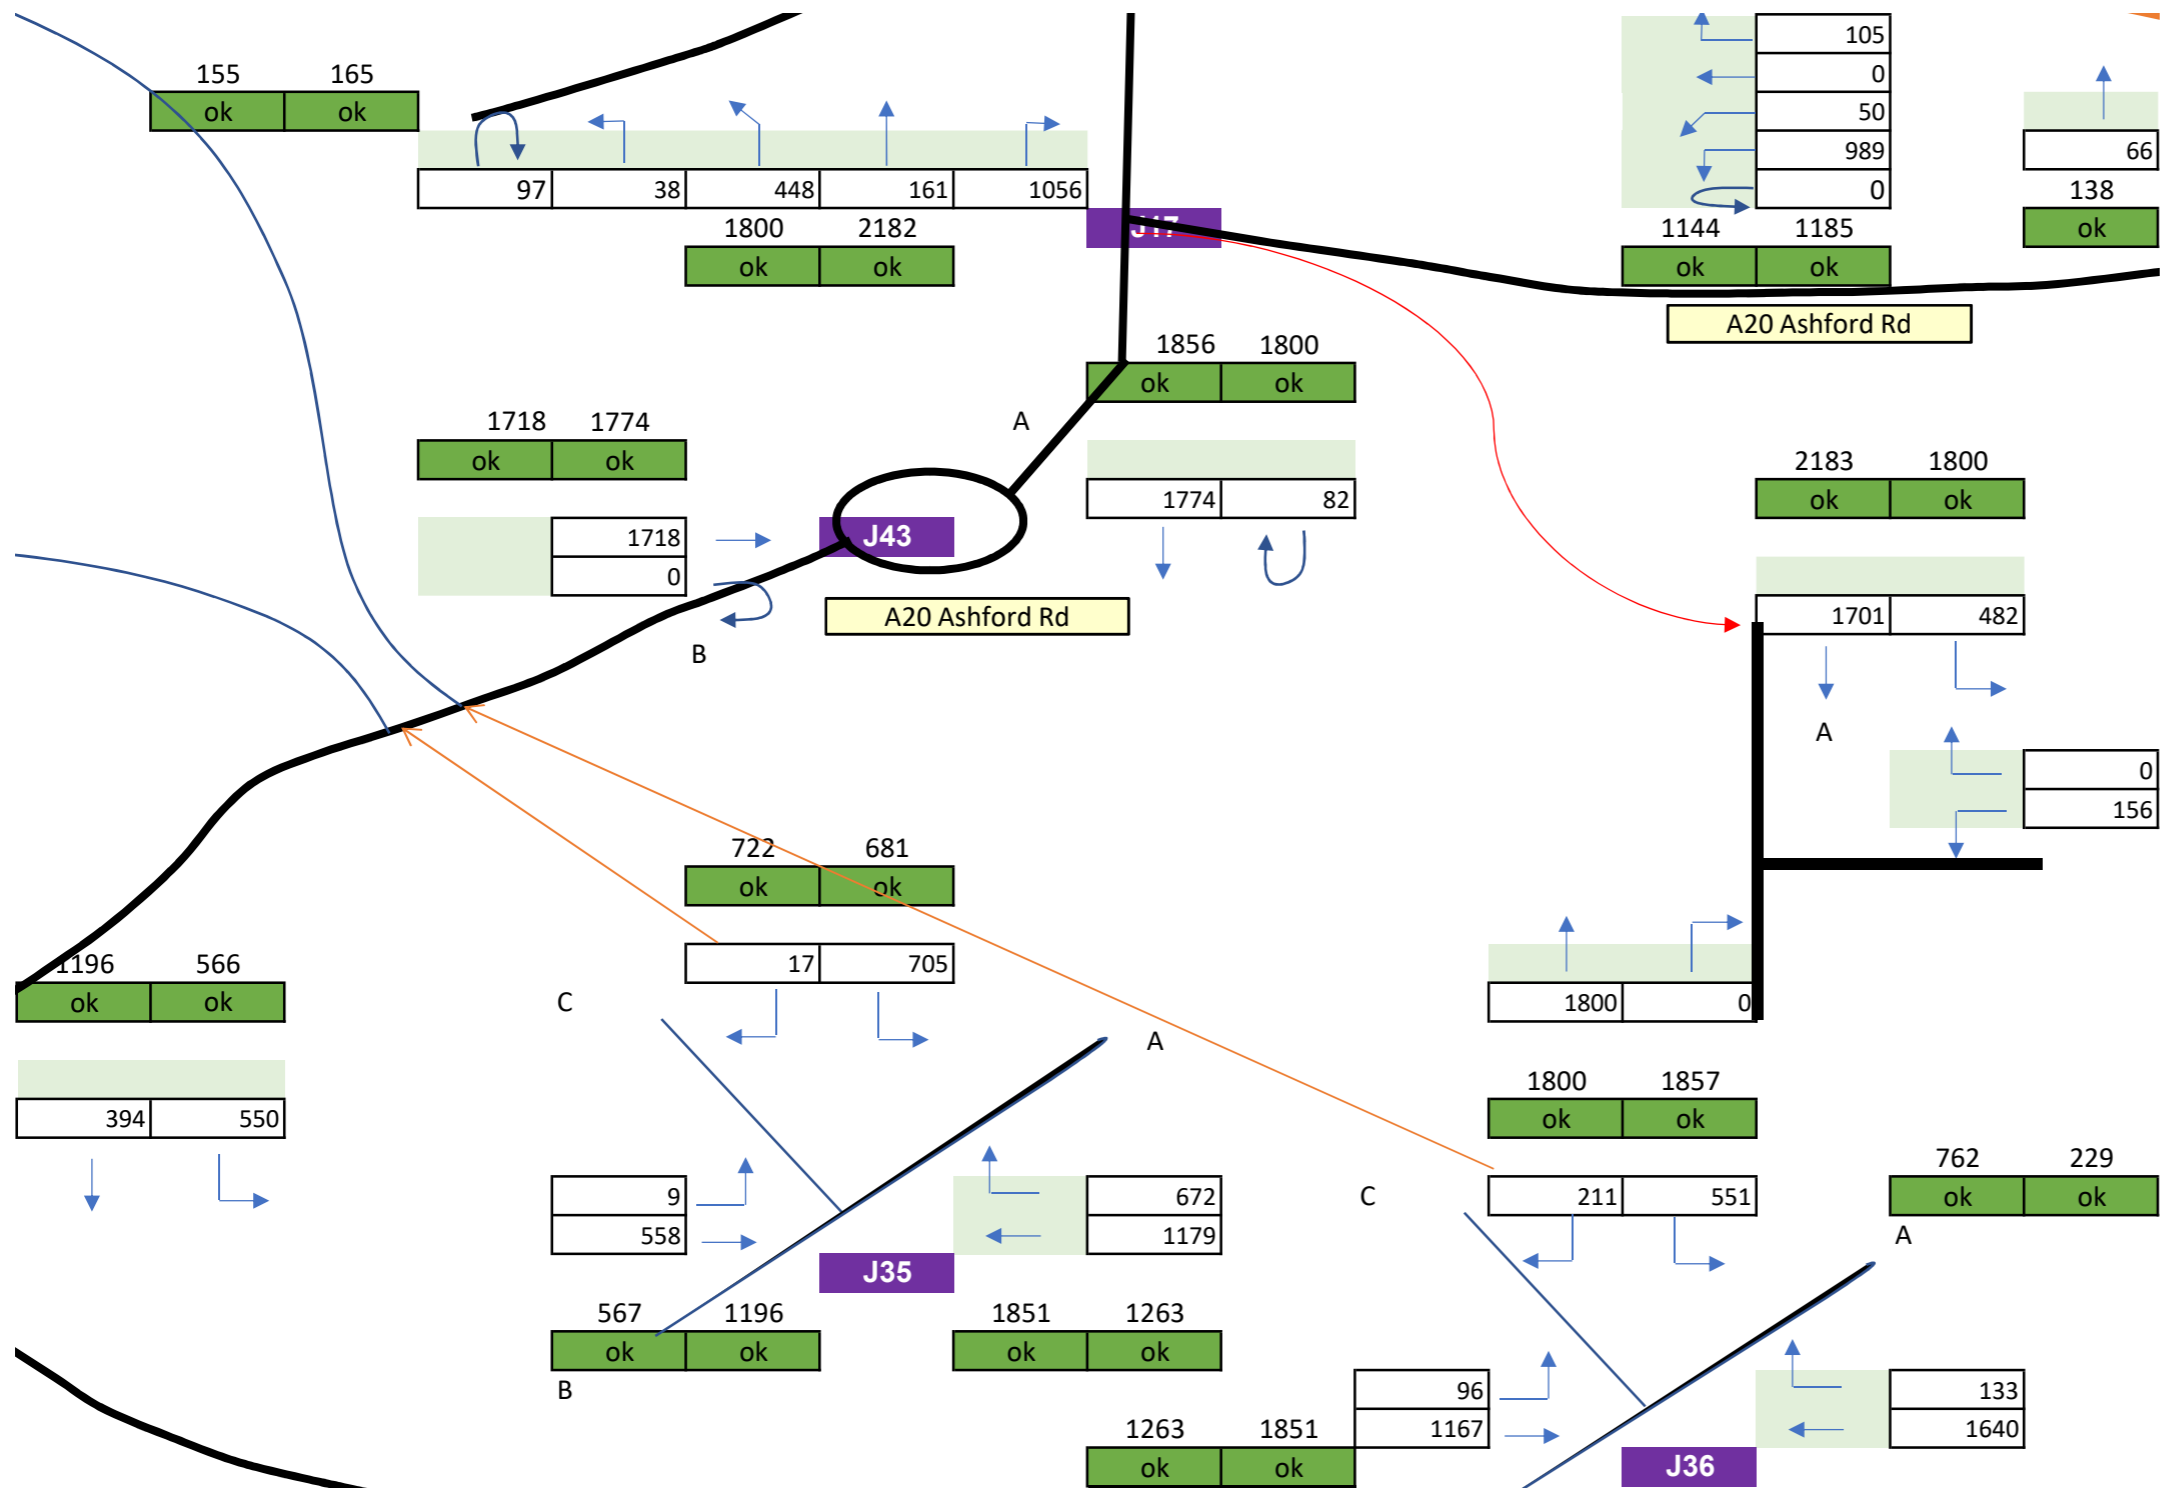 105
155 165
0
ok ok
50
989
66
97 38 448 161 1056
0
138
J17
1800 2182
1144 1185
ok
ok ok
ok ok
A20 Ashford Rd
1856 1800
ok ok
1718 1774
A
ok ok
2183 1800
1774 82
ok ok
1718
J43
0
A20 Ashford Rd
1701 482
B
A
0
156
722 681
ok ok
1196 566
17 705
ok ok
C
1800 0
A
1800 1857
394 550
ok ok
762 229
9
672
C
211 551
ok ok
558
1179
A
J35
567 1196
1851 1263
ok ok
ok ok
B
96
133
1263 1851
1167
1640
ok ok
J36